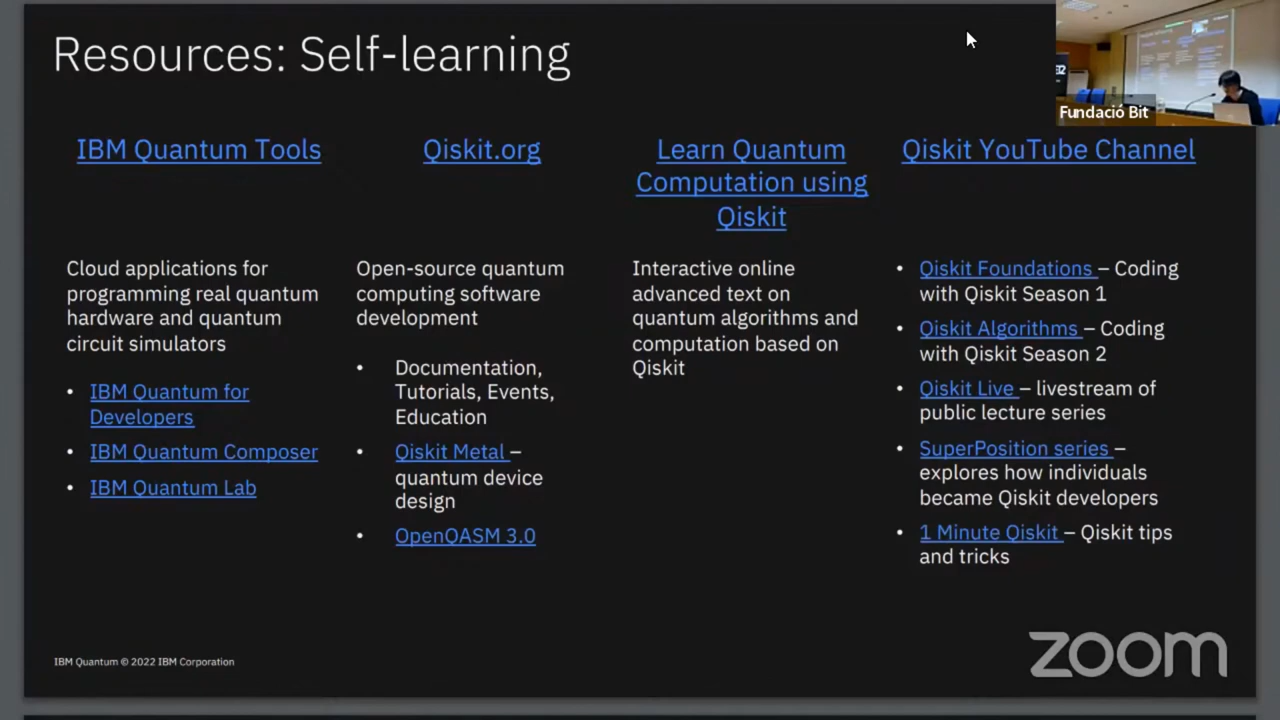 Resources: Self-learning
Fundació Bit
IBM Quantum Tools
Cloud applications for
programming real quantum
hardware and quantum
circuit simulators
• IBM Quantum for
Developers
• IBM Quantum Composer
• IBM Quantum Lab
Qiskit.org
Open-source quantum
computing software
development
• Documentation,
Tutorials, Events,
Education
• Qiskit Metal –
quantum device
design
• OpenQASM 3.0
Learn Quantum
Computation using
Qiskit
Interactive online
advanced text on
quantum algorithms and
computation based on
Qiskit
Qiskit YouTube Channel
• Qiskit Foundations – Coding
with Qiskit Season 1
• Qiskit Algorithms – Coding
with Qiskit Season 2
• Qiskit Live – livestream of
public lecture series
• SuperPosition series –
explores how individuals
became Qiskit developers
• 1 Minute Qiskit – Qiskit tips
and tricks
IBM Quantum © 2022 IBM Corporation
zoom